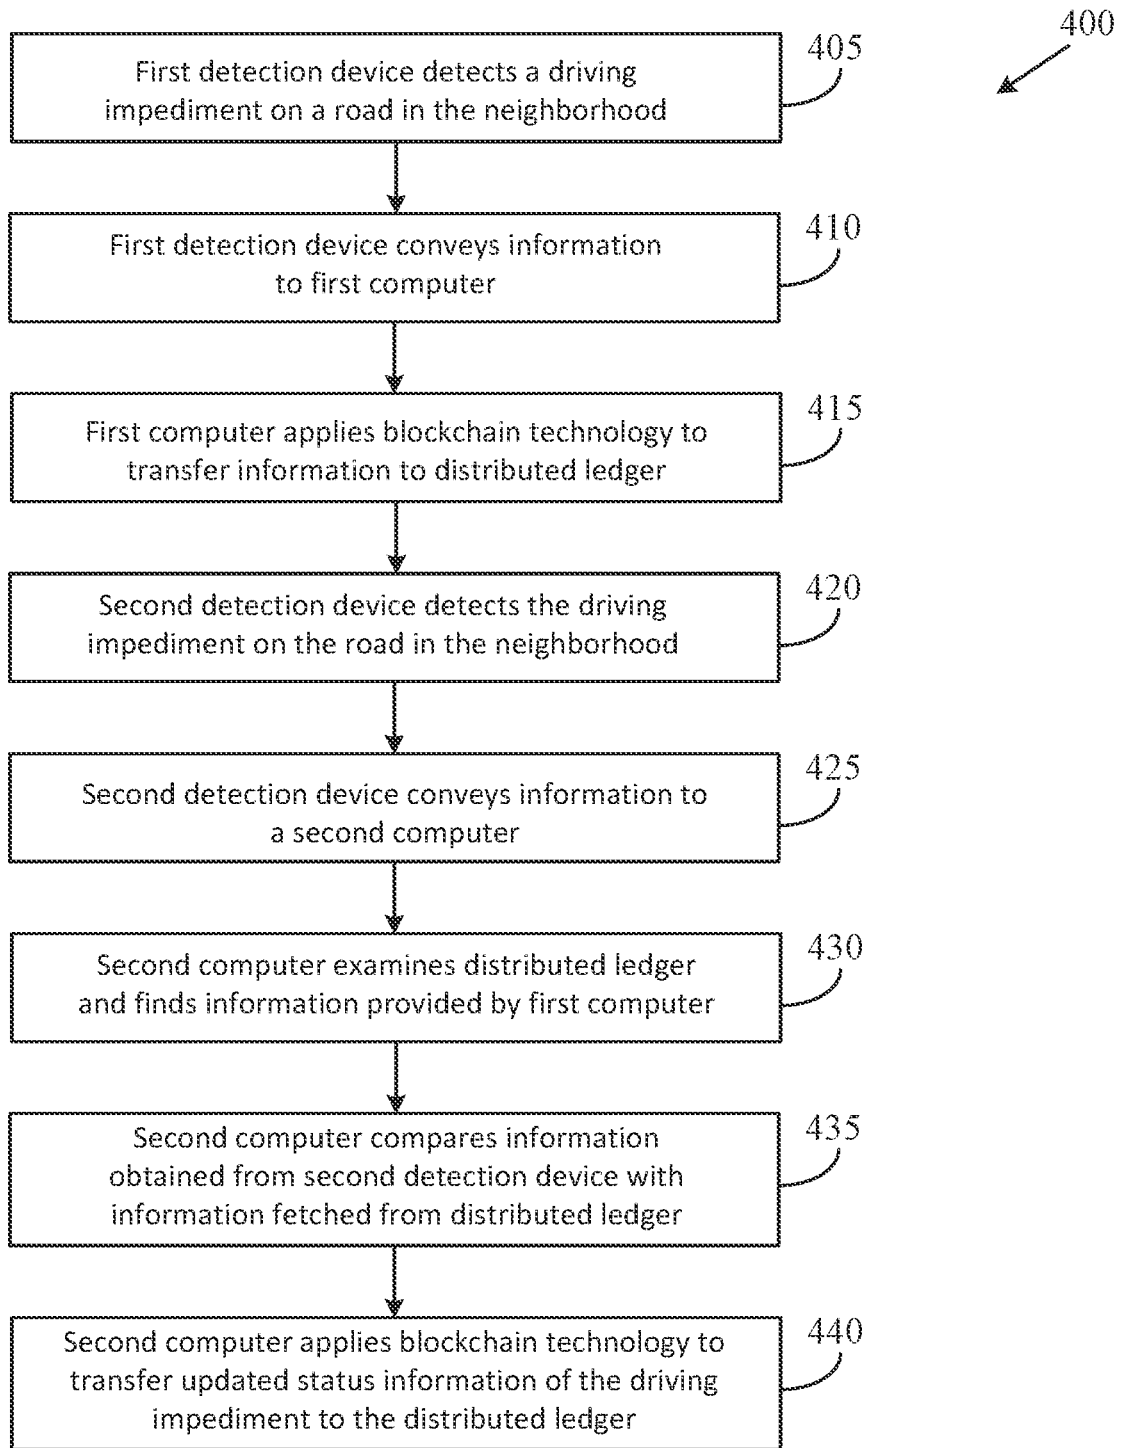 400
405
First detection device detects a driving
impediment on a road in the neighborhood
410
First detection device conveys information
to first computer
415
First computer applies blockchain technology to
transfer information to distributed ledger
420
Second detection device detects the driving
impediment on the road in the neighborhood
425
Second detection device conveys information to
a second computer
430
Second computer examines distributed ledger
and finds information provided by first computer
435
Second computer compares information
obtained from second detection device with
information fetched from distributed ledger
440
Second computer applies blockchain technology to
transfer updated status information of the driving
impediment to the distributed ledger